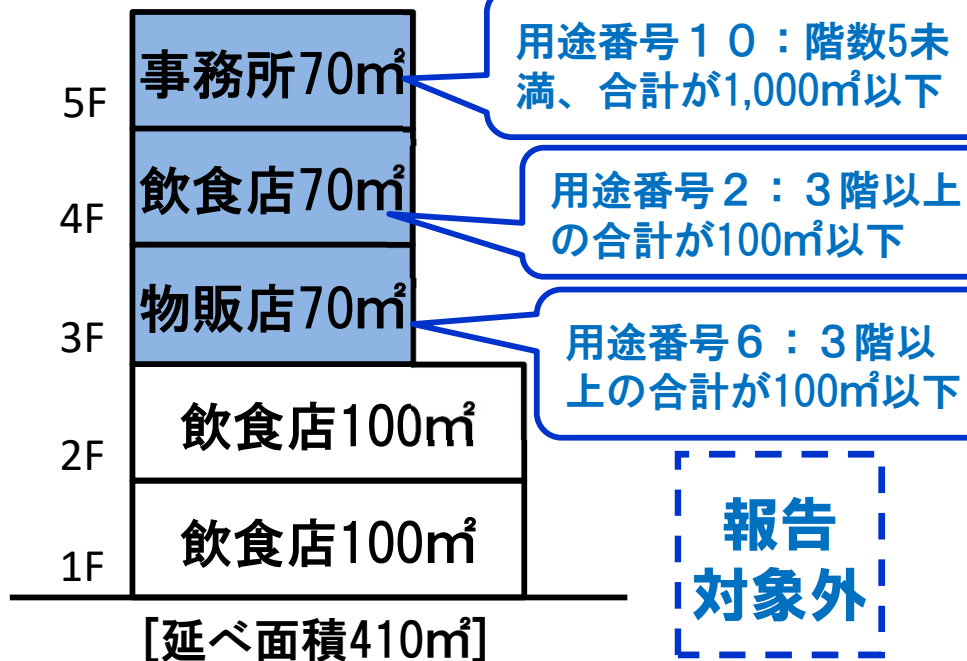 5F
事務所70㎡
用途番号１０：階数5未
満、合計が1,000㎡以下
4F
飲食店70㎡
用途番号２：３階以上
の合計が100㎡以下
3F
物販店70㎡
用途番号６：３階以
上の合計が100㎡以下
2F
飲食店100㎡
1F
飲食店100㎡
報告
対象外
[延べ面積410㎡]